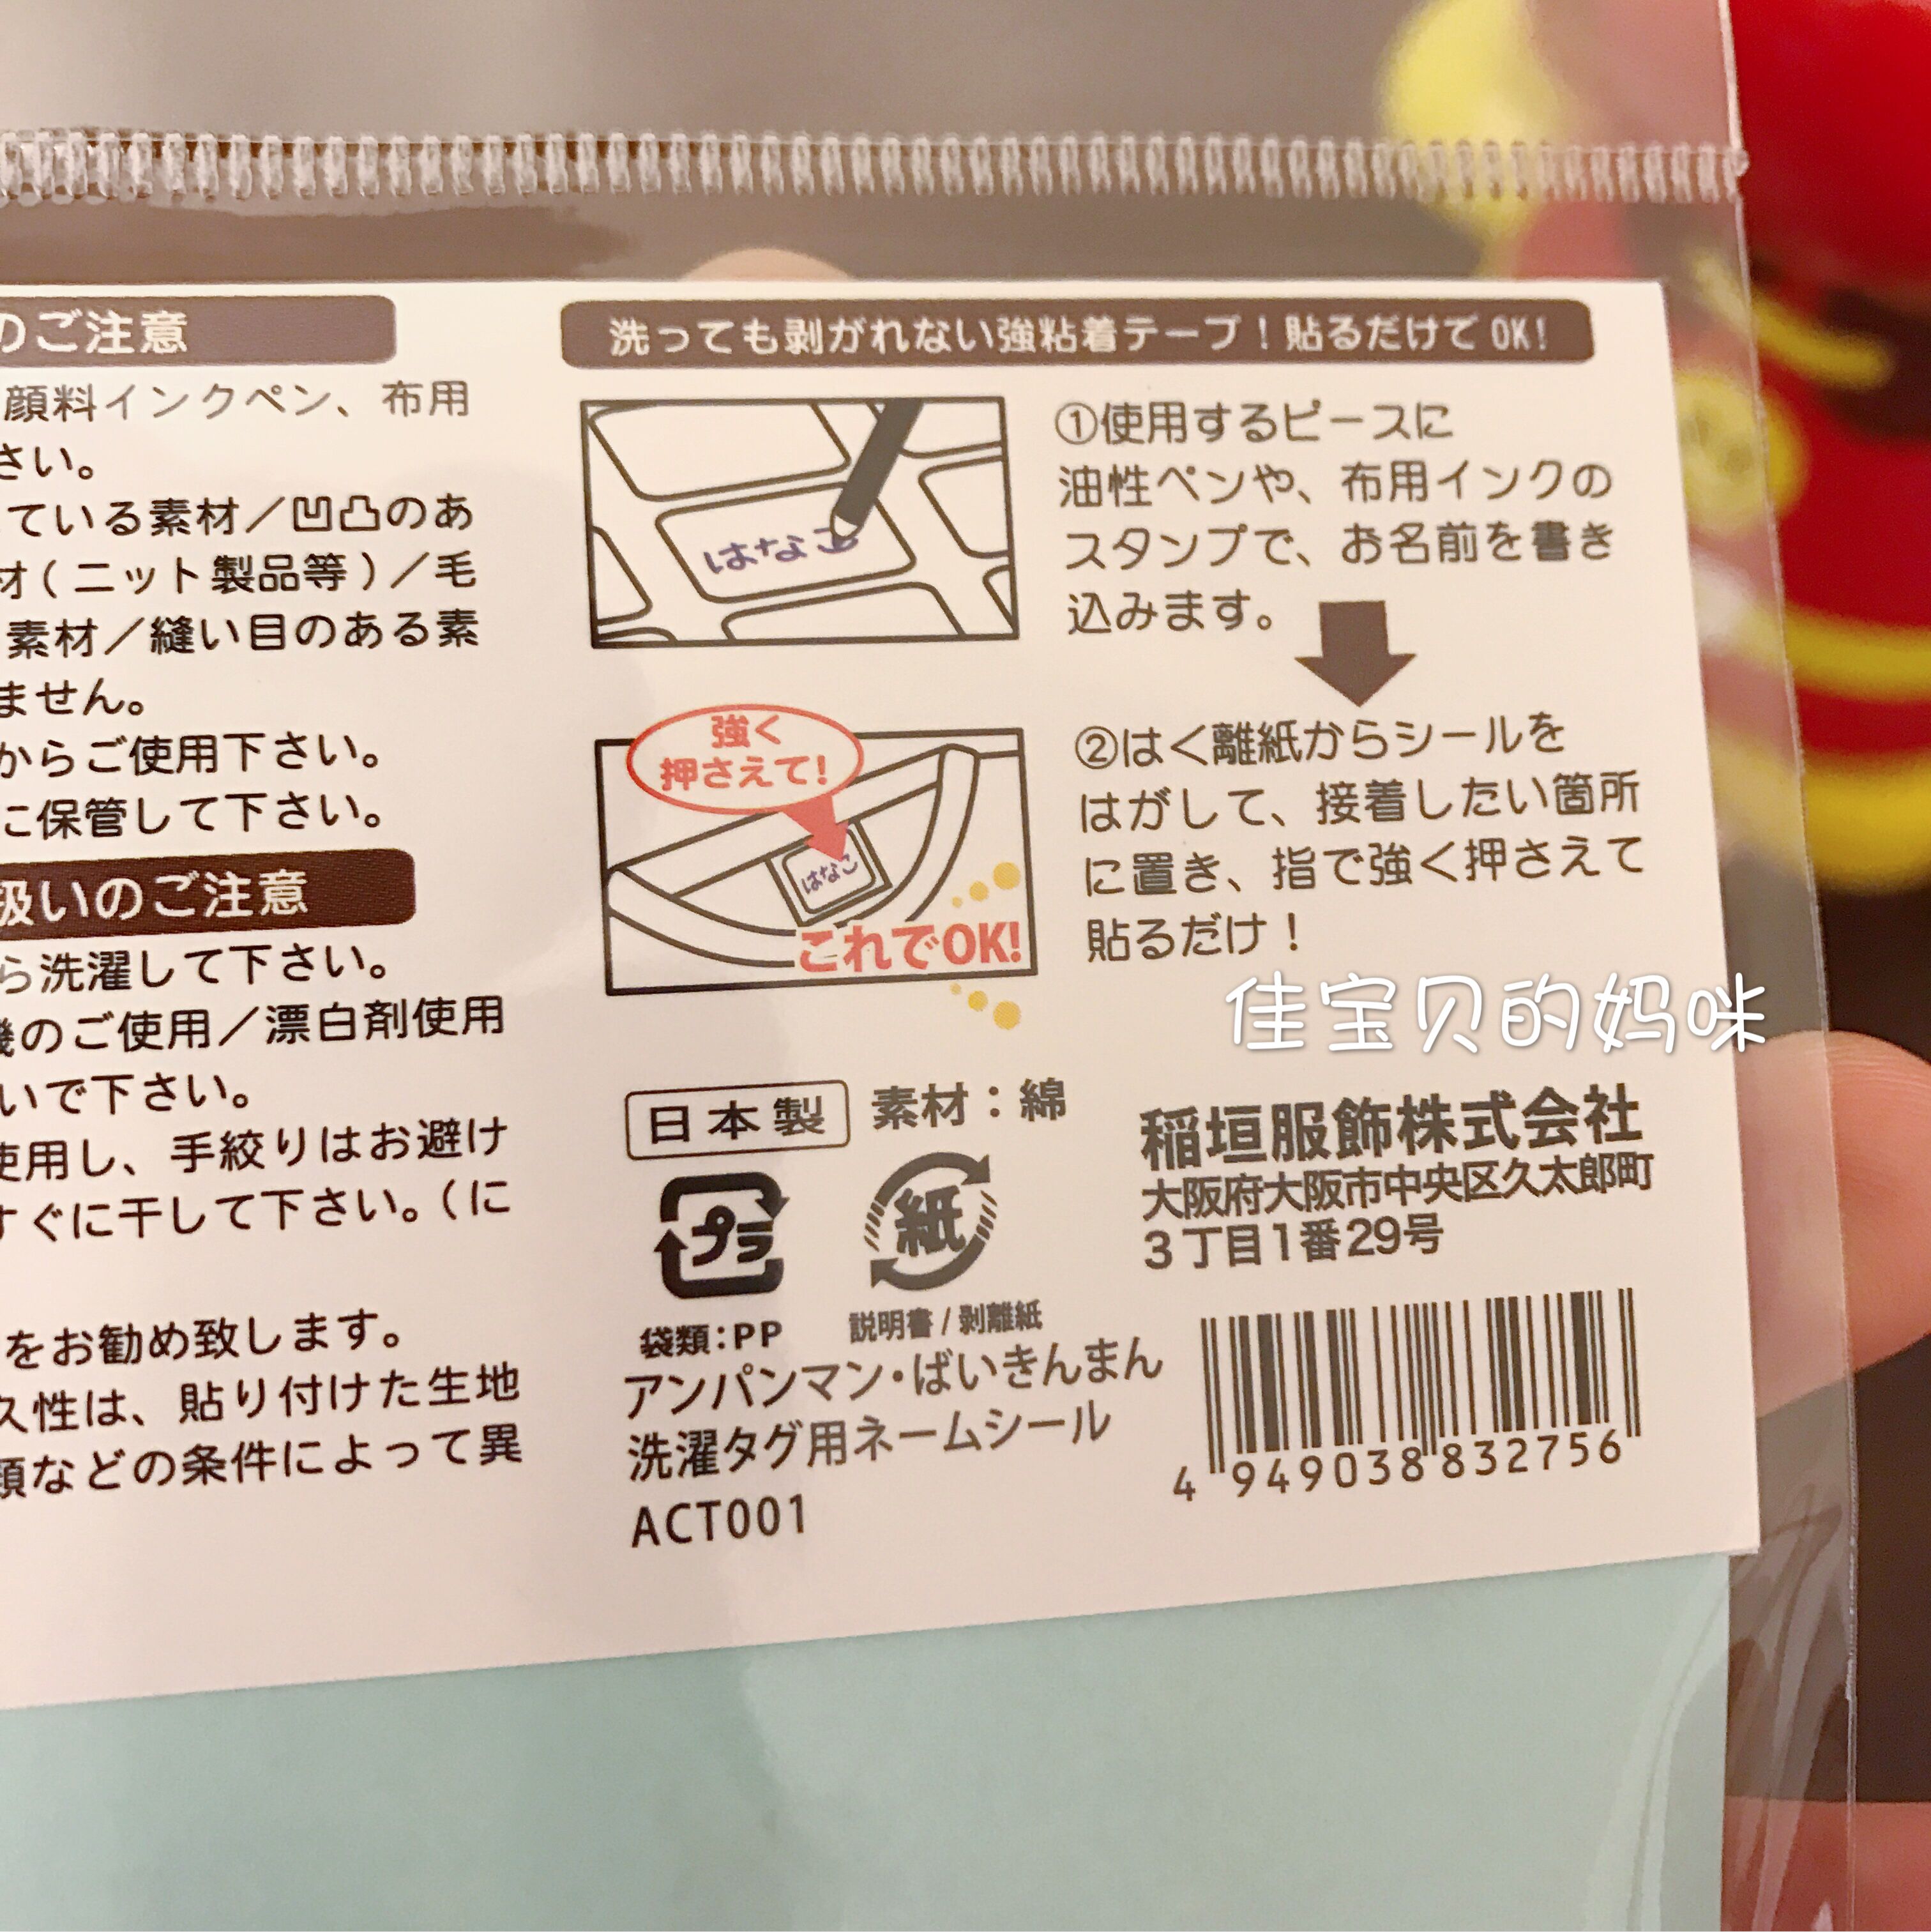 のご注意
顔料インクペン、布用
さい。
ている素材／凹凸のあ
材(ニット製品等)／毛
素材／縫い目のある素
ません。
からご使用下さい。
に保管して下さい。
扱いのご注意
ら洗濯して下さい。
機のご使用／漂白剤使用
いで下さい。
使用し、手絞りはお避け
すぐに干して下さい。(に
をお勧め致します。
久性は、貼り付けた生地
類などの条件によって異
洗っても剥がれない強粘着テープ！貼るだけでOK!
はなこ
①使用するピースに
油性ペンや、布用インクの
スタンプで、お名前を書き
込みます。
強く
押さえて!
はなこ
これでOK!
②はく離紙からシールを
はがして、接着したい箇所
に置き、指で強く押さえて
貼るだけ！
佳宝贝的妈咪
日本製
素材：綿
プラ
紙
袋類：PP
説明書/剥離紙
アンパンマン・ばいきんまん
洗濯タグ用ネームシール
ACT001
稲垣服飾株式会社
大阪府大阪市中央区久太郎町
3丁目1番29号
4 949038 832756